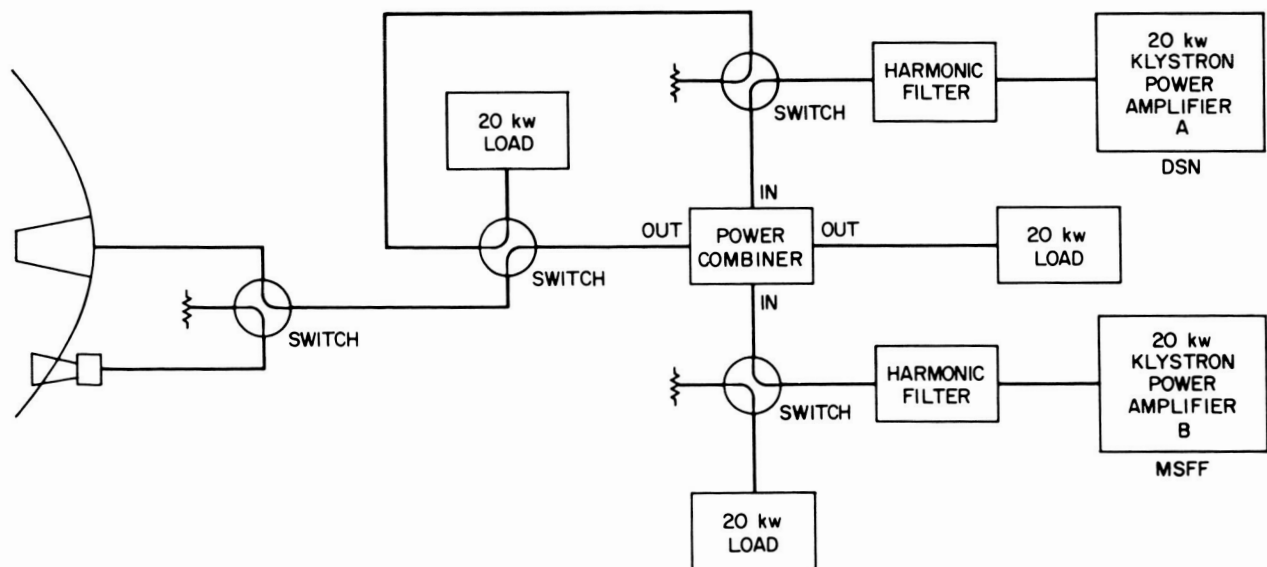 20 kw
KLYSTRON
POWER
AMPLIFIER
A
DSN
HARMONIC
FILTER
SWITCH
20 kw
LOAD
SWITCH
IN
OUT
POWER
COMBINER
OUT
IN
20 kw
LOAD
SWITCH
20 kw
KLYSTRON
POWER
AMPLIFIER
B
MSFF
HARMONIC
FILTER
SWITCH
20 kw
LOAD